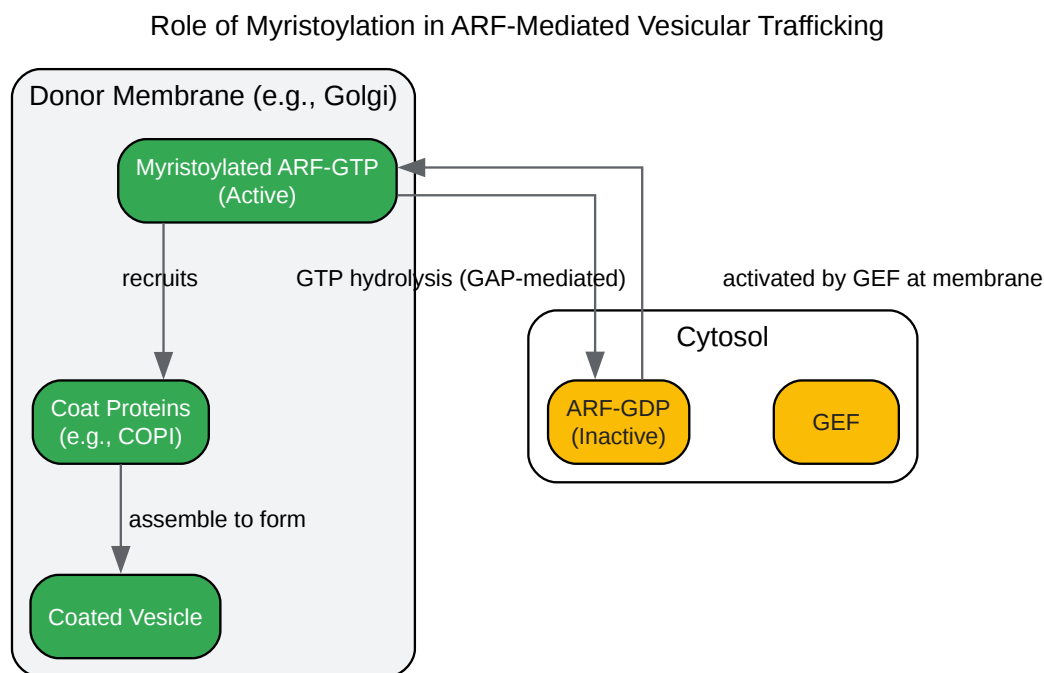 Role of Myristoylation in ARF-Mediated Vesicular Trafficking
Donor Membrane (e.g., Golgi)
Myristoylated ARF-GTP
(Active)
recruits
GTP hydrolysis (GAP-mediated)
activated by GEF at membrane
Cytosol
Coat Proteins
(e.g., COPI)
ARF-GDP
(Inactive)
GEF
assemble to form
Coated Vesicle